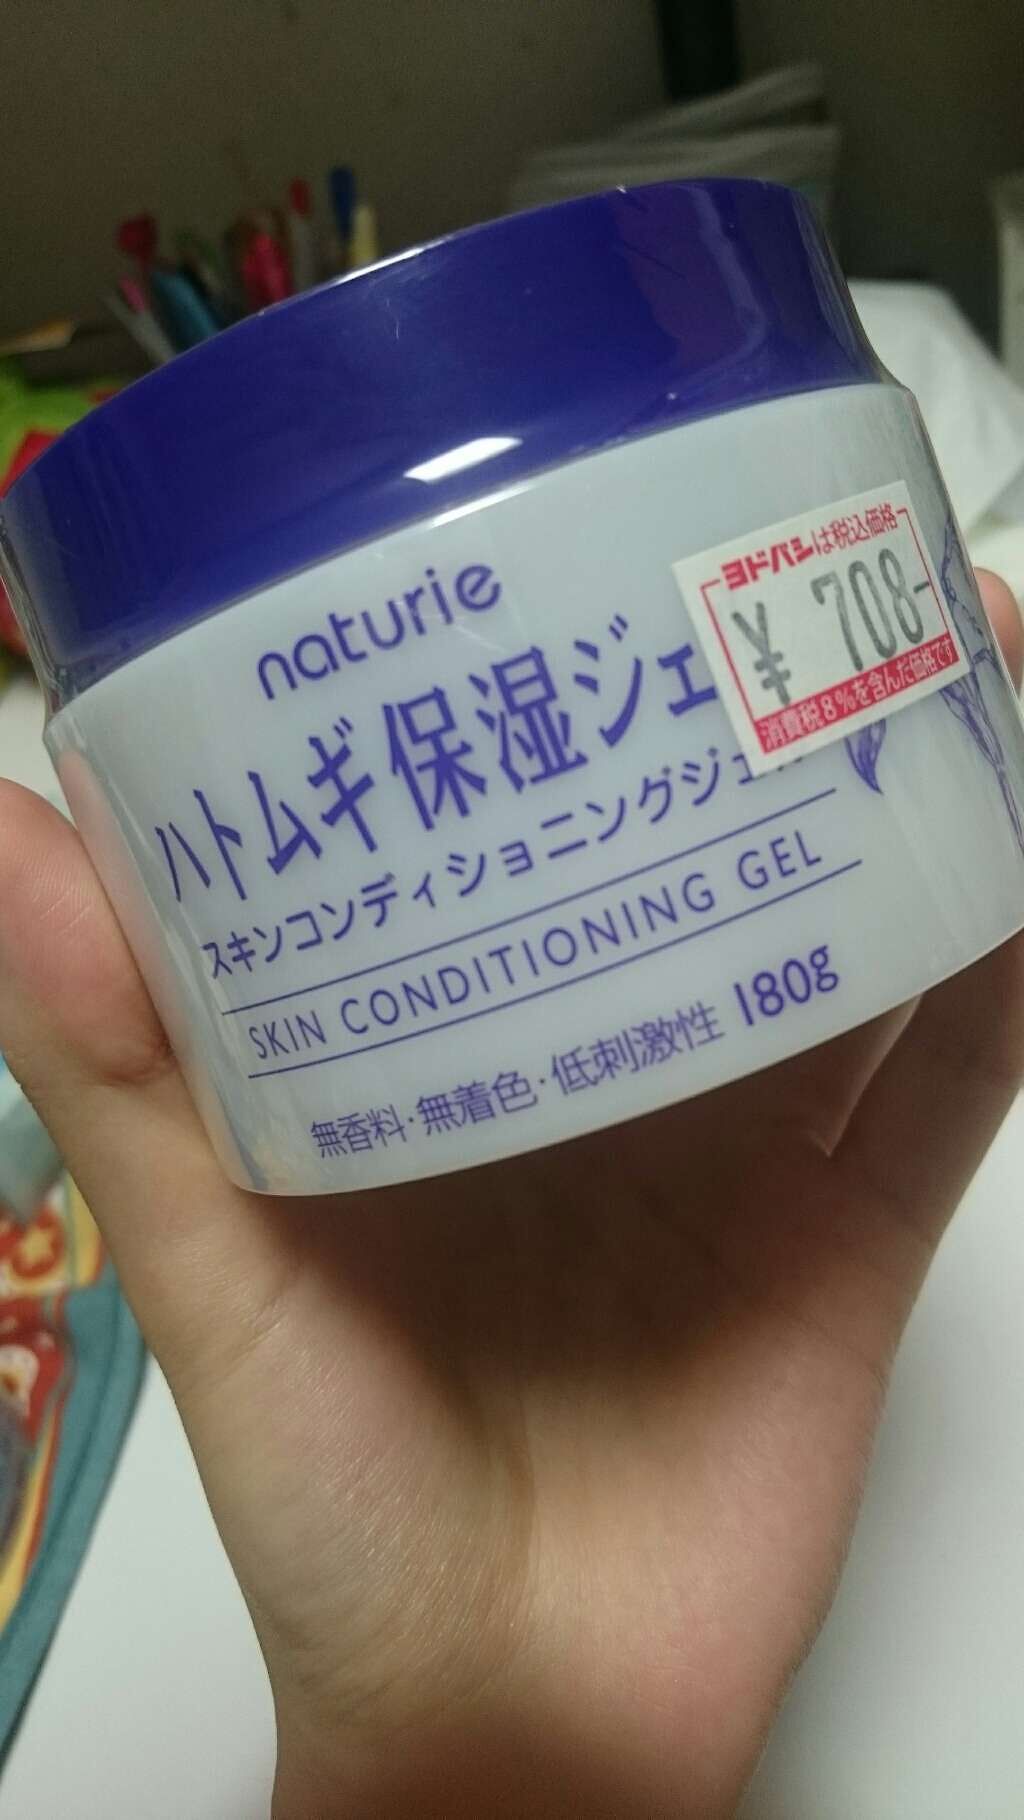 naturie
ハトムギ保湿ジェ
スキンコンディショニングジェル
SKIN CONDITIONING GEL
無香料・無着色・低刺激性 180g
ヨドバシは税込価格
¥ 708-
消費税8%を含んだ価格です